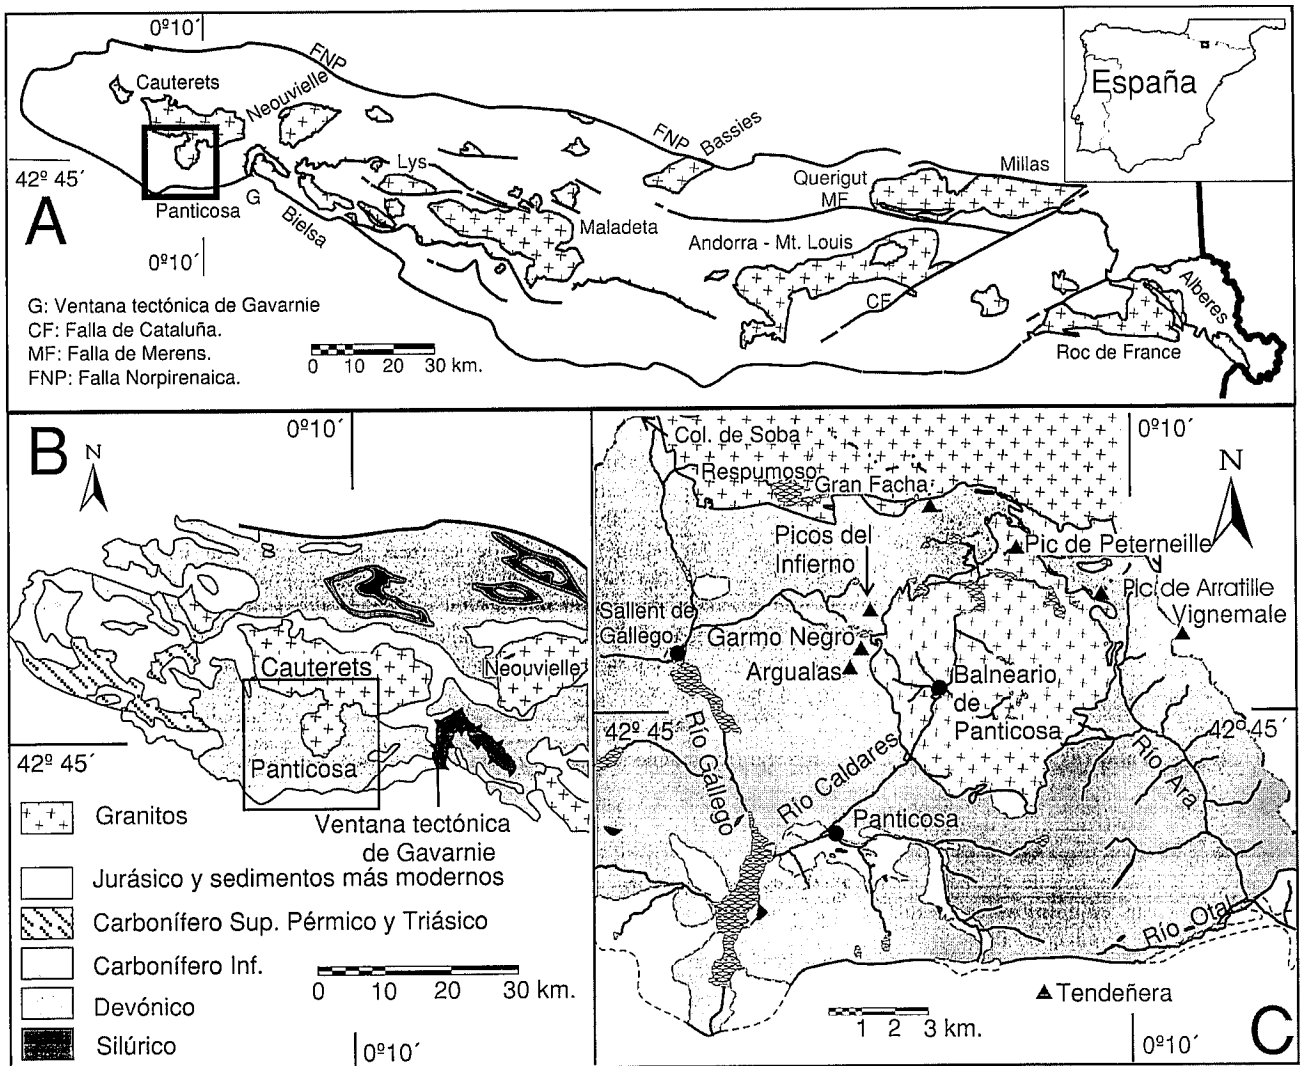 0º10´
FNP
Cauterets
Neouvielle
España
FNP
Bassies
42º 45´
Lys
Querigut
Millas
MF
Panticosa
G
Bielsa
Maladeta
Andorra - Mt. Louis
A
0º10´
CF
Alberes
Roc de France
G: Ventana tectónica de Gavarnie
CF: Falla de Cataluña.
MF: Falla de Merens.
FNP: Falla Norpirenaica.
0 10 20 30 km.
B
N
0º10´
Cauterets
Neouvielle
42º 45´
Panticosa
Granitos
Ventana tectónica
de Gavarnie
Jurásico y sedimentos más modernos
Carbonífero Sup. Pérmico y Triásico
Carbonífero Inf.
0 10 20 30 km.
Devónico
Silúrico
0º10´
Col. de Soba
0º10´
N
Respumoso
Gran Facha
Picos del
Infierno
Pic de Peterneille
Pic de Arratille
Vignemale
Sallent de
Gállego
Garmo Negro
Argualas
Balneario
de
Panticosa
42º 45´
42º 45´
Río Gállego
Río Caldares
Río Ara
Panticosa
Río Otal
Tendeñera
1 2 3 km.
0º10´
C